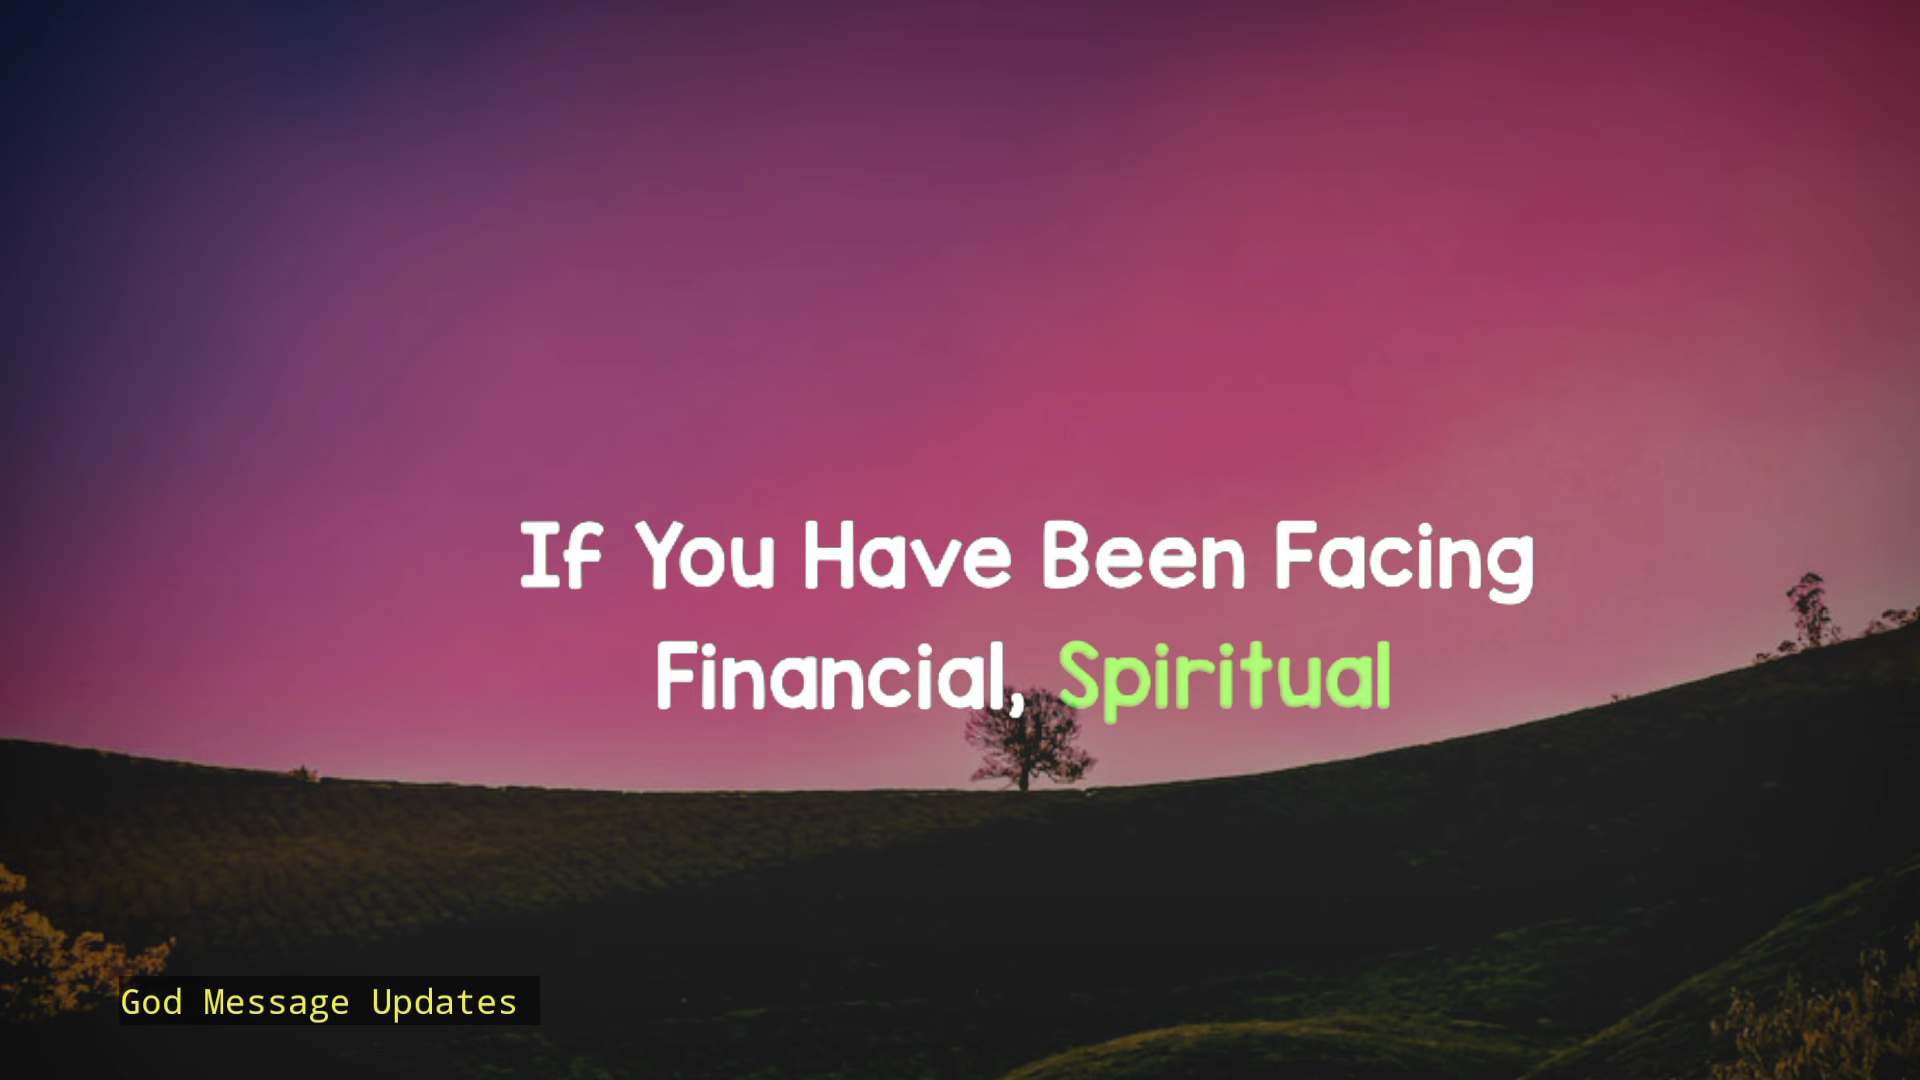 If You Have Been Facing
Financial, Spiritual
God Message Updates